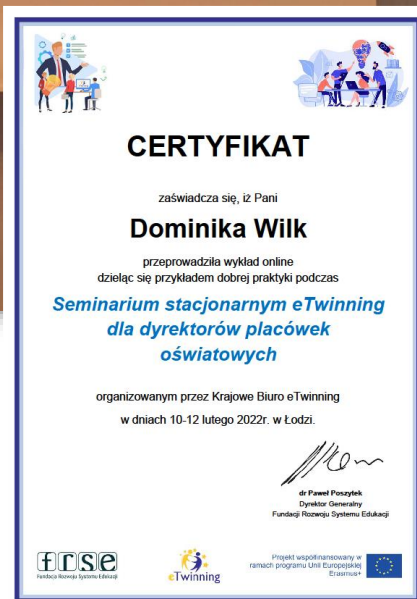 CERTYFIKAT
zaświadcza się, iż Pani
Dominika Wilk
przeprowadziła wykład online
dzieląc się przykładem dobrej praktyki podczas
Seminarium stacjonarnym eTwinning
dla dyrektorów placówek
oświatowych
organizowanym przez Krajowe Biuro eTwinning
w dniach 10-12 lutego 2022r. w Łodzi.
dr Paweł Poszytek
Dyrektor Generalny
Fundacji Rozwoju Systemu Edukacji
frse
Fundacja Rozwoju Systemu Edukacji
eTwinning
Projekt współfinansowany w
ramach programu Unii Europejskiej
Erasmus+